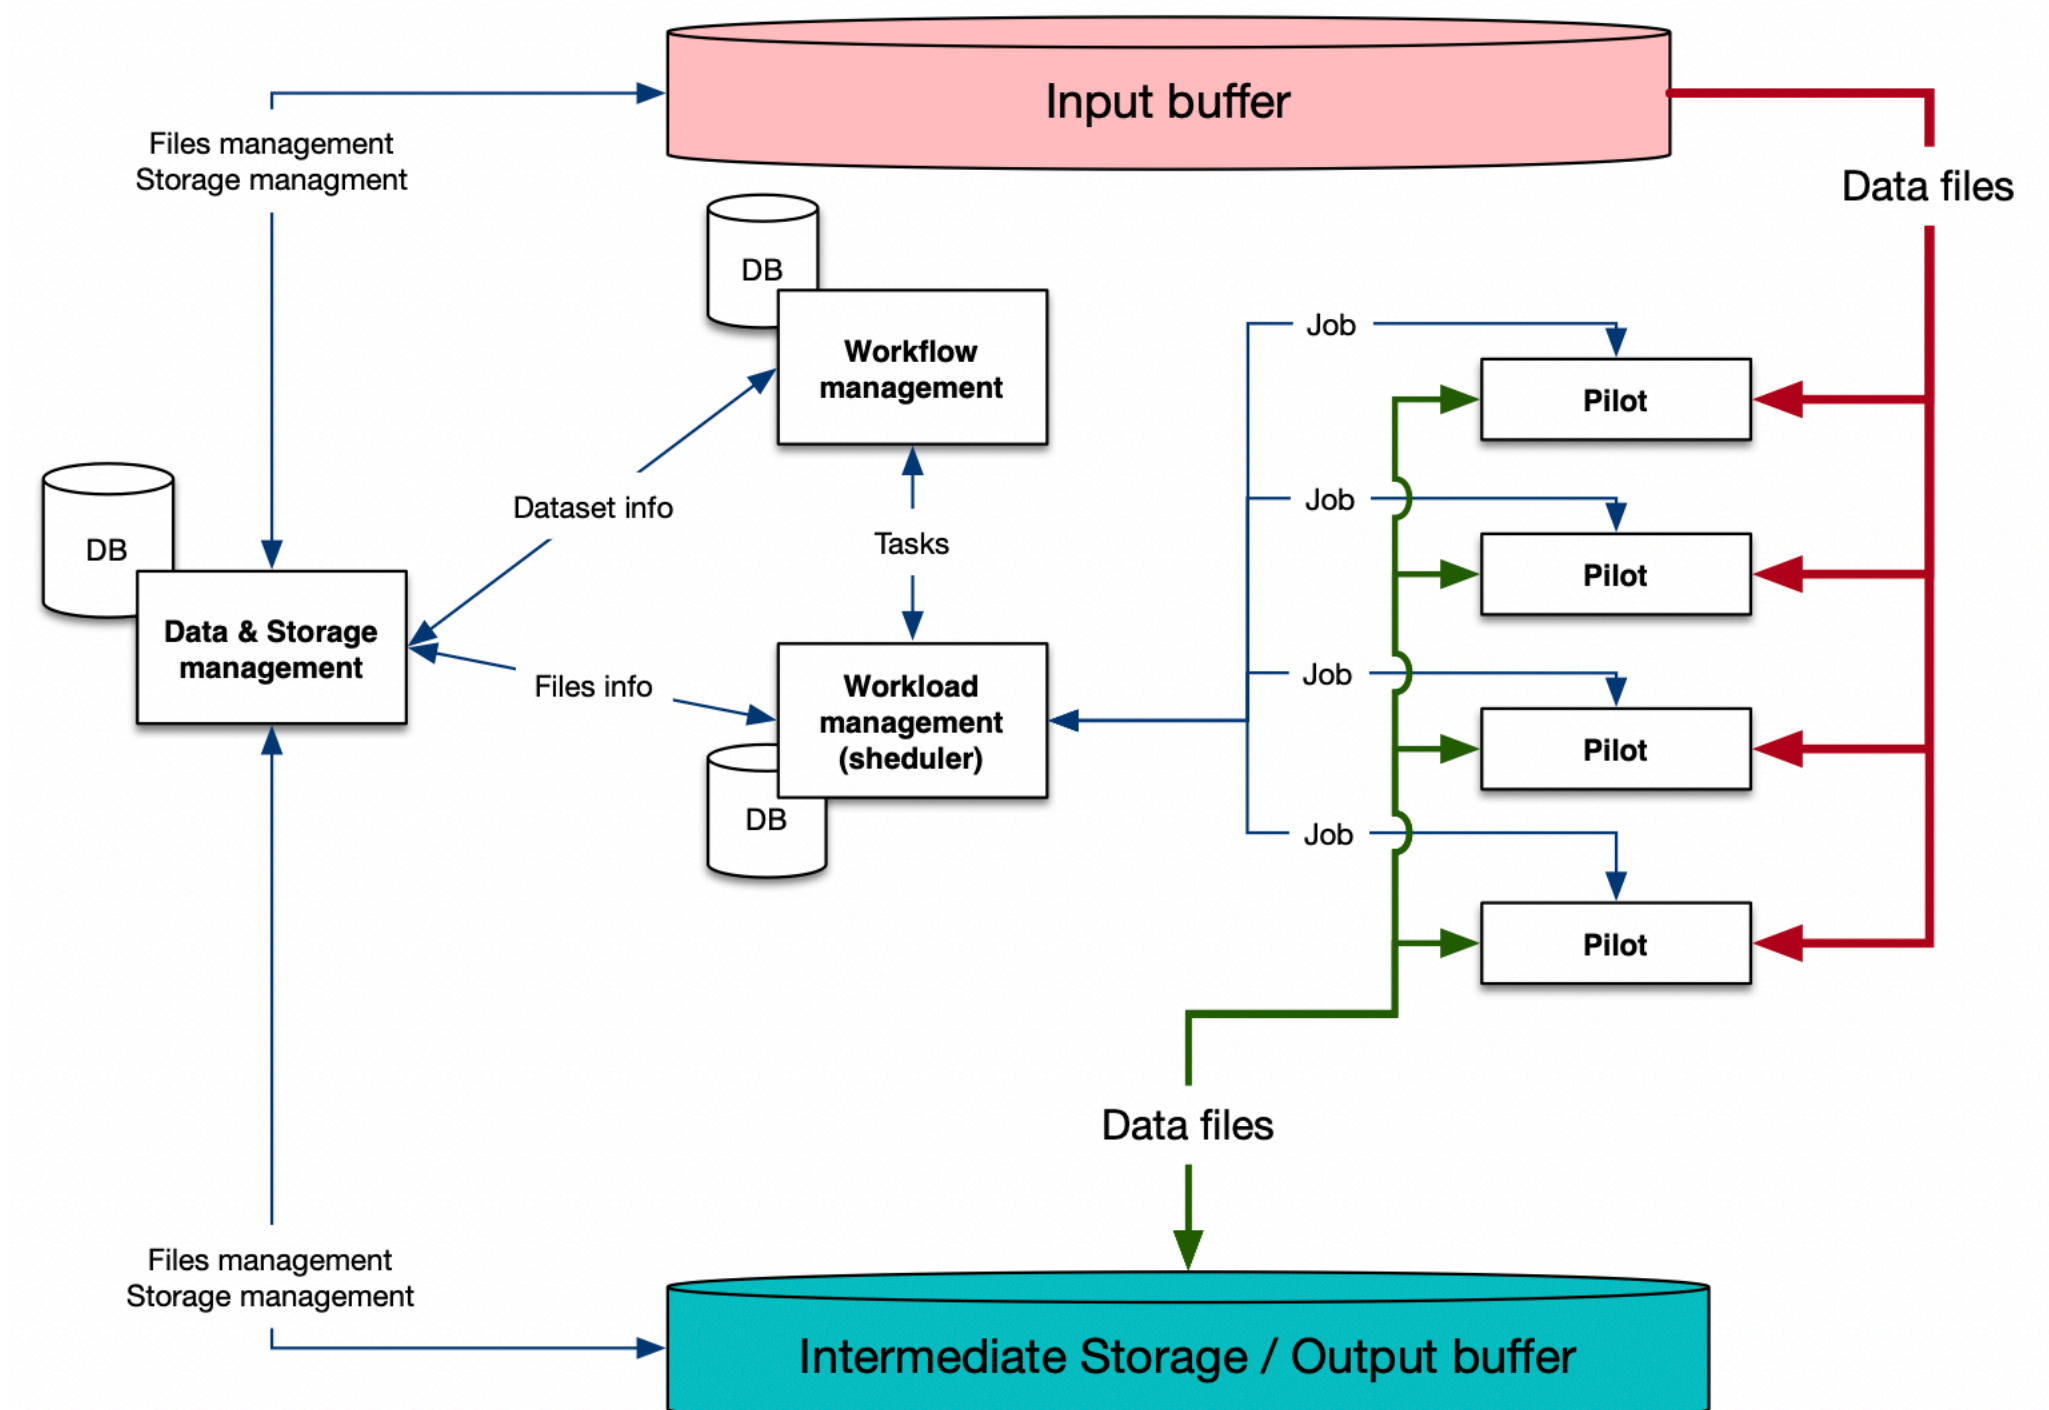 Input buffer
Files management
Storage managment
Data files
DB
Workflow
management
Job
Pilot
Dataset info
Job
Tasks
DB
Pilot
Data & Storage
management
Files info
Workload
management
(sheduler)
Job
Pilot
DB
Job
Pilot
Data files
Files management
Storage management
Intermediate Storage / Output buffer